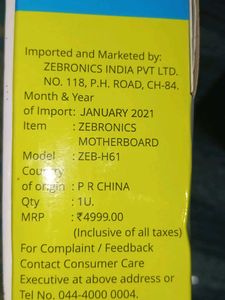 Imported and Marketed by:
ZEBRONICS INDIA PVT LTD.
NO. 118, P.H. ROAD, CH-84.
Month & Year
of Import: JANUARY 2021
Item : ZEBRONICS
MOTHERBOARD
Model : ZEB-H61
Country
of origin : P R CHINA
Qty : 1U.
MRP : ₹4999.00
(Inclusive of all taxes)
For Complaint / Feedback
Contact Consumer Care
Executive at above address or
Tel No. 044-4000 0004.